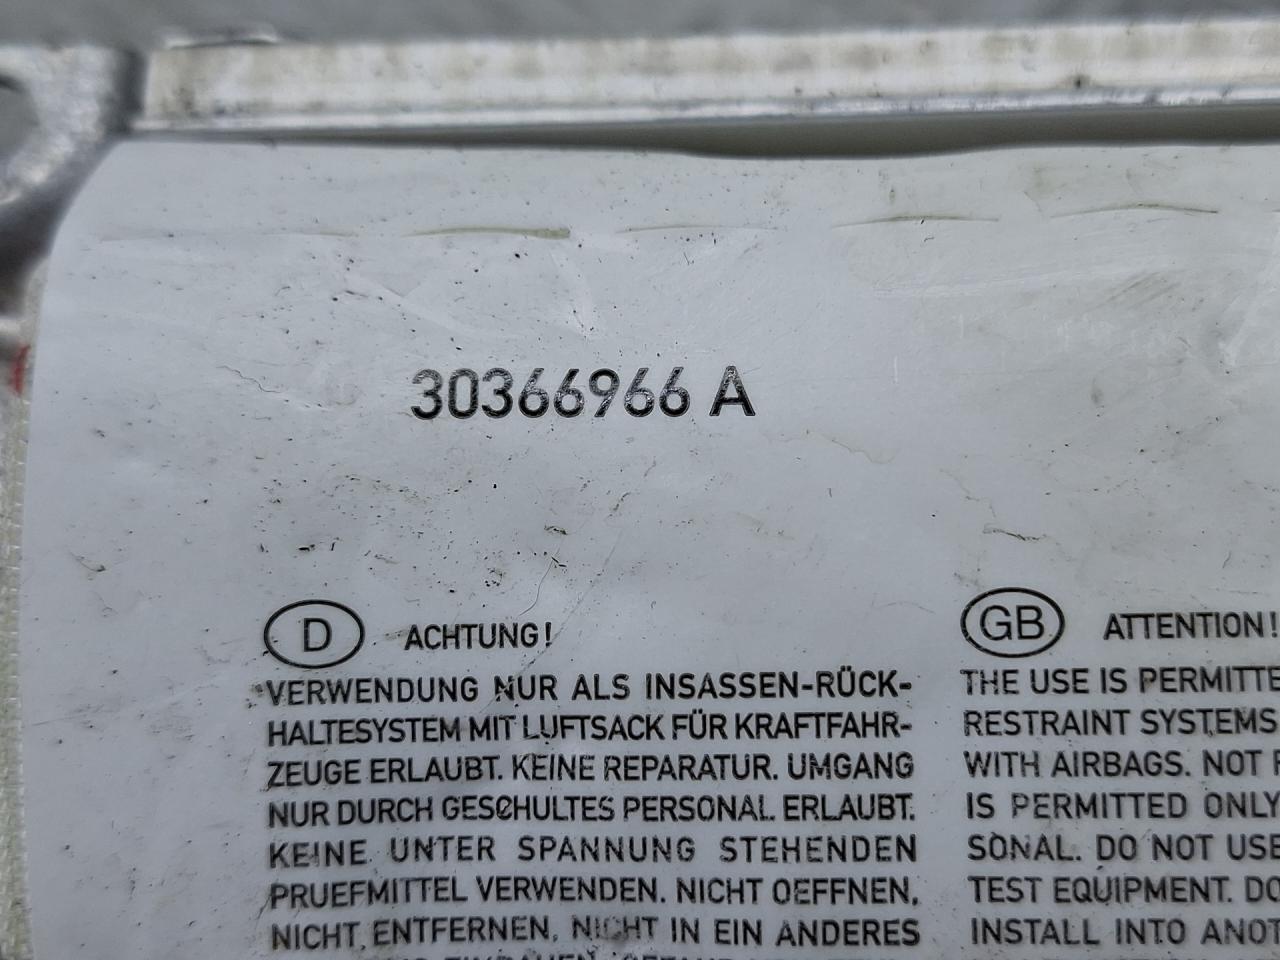 30366966 A
D ACHTUNG!
VERWENDUNG NUR ALS INSASSEN-RÜCK-
HALTESYSTEM MIT LUFTSACK FÜR KRAFTFAHR-
ZEUGE ERLAUBT. KEINE REPARATUR. UMGANG
NUR DURCH GESCHULTES PERSONAL ERLAUBT.
KEINE UNTER SPANNUNG STEHENDEN
PRUEFMITTEL VERWENDEN. NICHT OEFFNEN,
NICHT ENTFERNEN, NICHT IN EIN ANDERES
GB ATTENTION!
THE USE IS PERMITTE
RESTRAINT SYSTEMS
WITH AIRBAGS. NOT
IS PERMITTED ONLY
SONAL. DO NOT USE
TEST EQUIPMENT. DO
INSTALL INTO ANOT